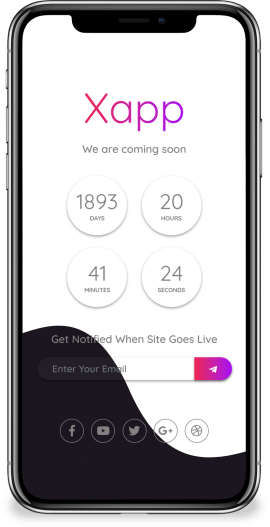 Xapp
We are coming soon
1893 20
DAYS HOURS
41 24
MINUTES SECONDS
Get Notified When Site Goes Live
Enter Your Email
G+